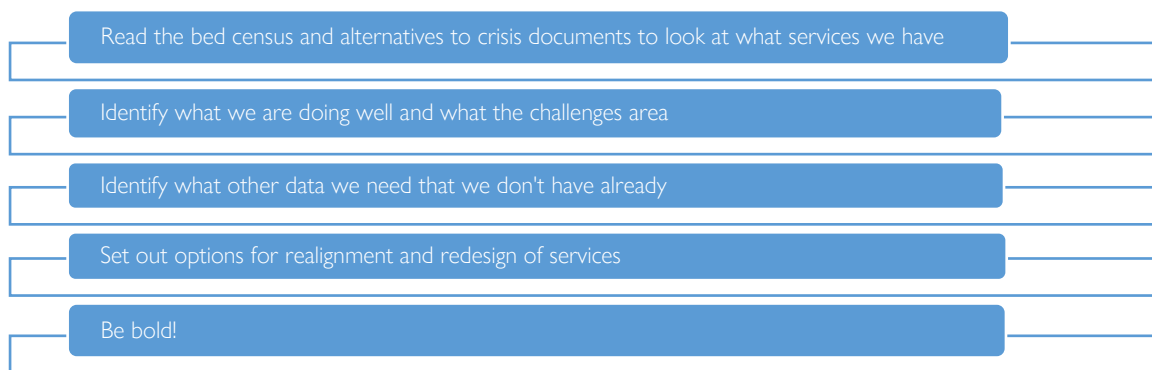 Read the bed census and alternatives to crisis documents to look at what services we have
Identify what we are doing well and what the challenges area
Identify what other data we need that we don't have already
Set out options for realignment and redesign of services
Be bold!